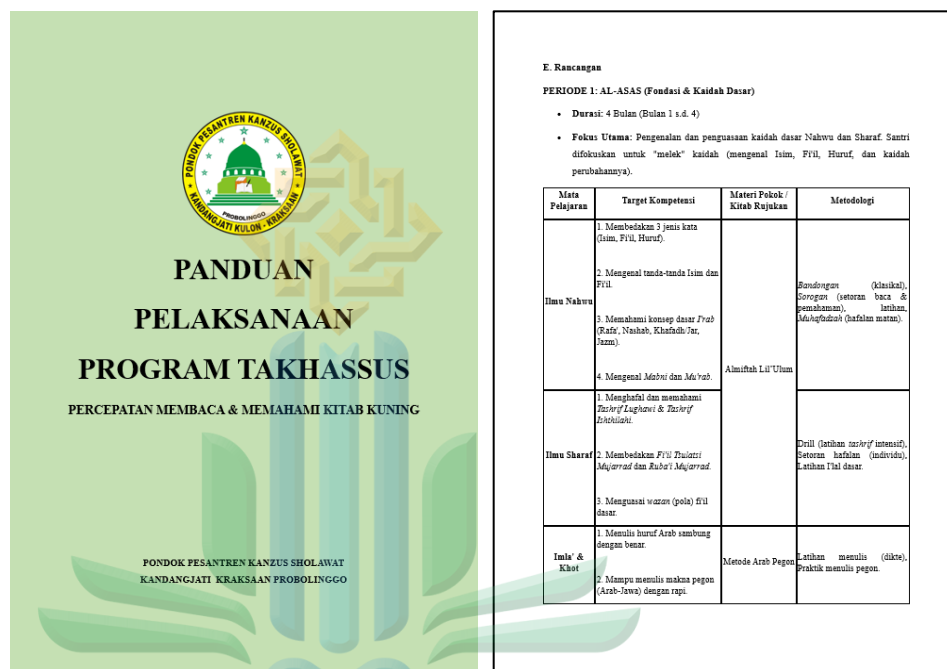 PONDOK PESANTREN KANZUS SHOLAWAT
PROBOLINGGO
KANDANGJATI KULON - KRAKSAAN
PANDUAN
PELAKSANAAN
PROGRAM TAKHASSUS
PERCEPATAN MEMBACA & MEMAHAMI KITAB KUNING
PONDOK PESANTREN KANZUS SHOLAWAT
KANDANGJATI KRAKSAAN PROBOLINGGO
E. Rancangan
PERIODE 1: AL-ASAS (Fondasi & Kaidah Dasar)
• Durasi: 4 Bulan (Bulan 1 s.d. 4)
• Fokus Utama: Pengenalan dan penguasaan kaidah dasar Nahwu dan Sharaf. Santri
difokuskan untuk "melek" kaidah (mengenal Isim, Fi'il, Huruf, dan kaidah
perubahannya).
Mata
Pelajaran
Target Kompetensi
Materi Pokok /
Kitab Rujukan
Metodologi
Ilmu Nahwu
1. Membedakan 3 jenis kata
(Isim, Fi'il, Huruf).
2. Mengenal tanda-tanda Isim dan
Fi'il.
3. Memahami konsep dasar I'rab
(Rafa', Nashab, Khafadh/Jar,
Jazm).
4. Mengenal Mabni dan Mu'rab.
Almiftah Lil'Ulum
Bandongan (klasikal),
Sorogan (setoran baca &
pemahaman), latihan,
Muhafadzah (hafalan matan).
Ilmu Sharaf
1. Menghafal dan memahami
Tashrif Lughawi & Tashrif
Ishthilahi.
2. Membedakan Fi'il Tsulatsi
Mujarrad dan Ruba'i Mujarrad.
3. Menguasai wazan (pola) fi'il
dasar.
Drill (latihan tashrif intensif),
Setoran hafalan (individu),
Latihan I'lal dasar.
Imla' &
Khot
1. Menulis huruf Arab sambung
dengan benar.
2. Mampu menulis makna pegon
(Arab-Jawa) dengan rapi.
Metode Arab Pegon
Latihan menulis (dikte),
Praktik menulis pegon.